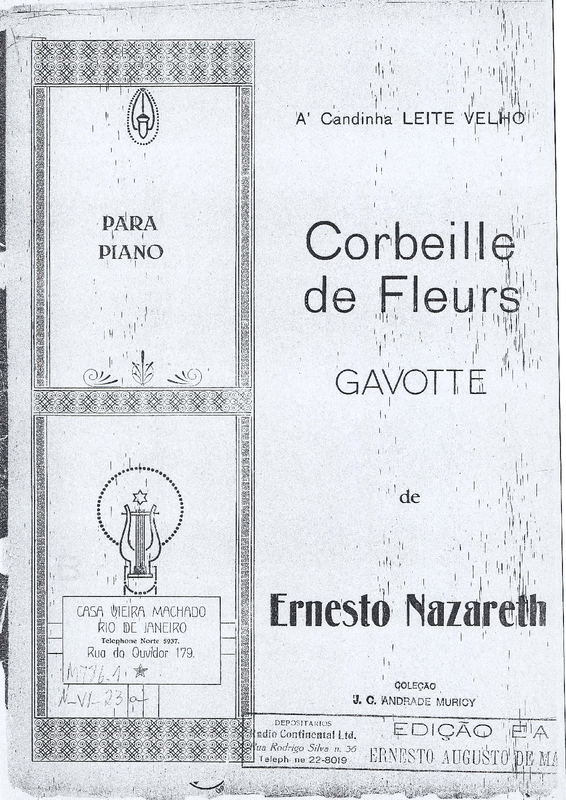 PARA
PIANO
A' Candinha LEITE VELHO
Corbeille
de Fleurs
GAVOTTE
de
Ernesto Nazareth
CASA VIEIRA MACHADO
RIO DE JANEIRO
Telephone Norte 5937.
Rua do Ouvidor 179.
COLEÇÃO
J. C. ANDRADE MURICY
DEPOSITARIOS
Radio Continental Ltd.
Rua Rodrigo Silva n. 36
Teleph ne 22-8019
EDIÇÃO
ERNESTO AUGUSTO DE MA